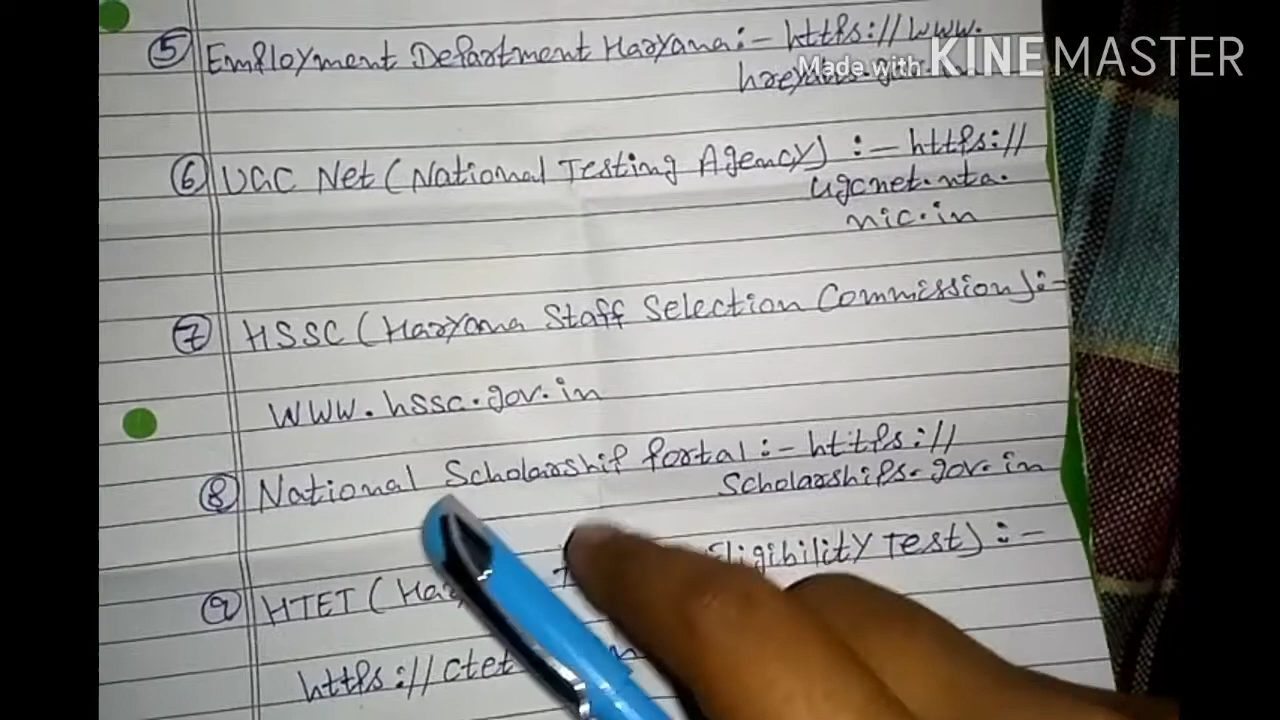 ⑤ Employment Department Haryana:- https://www.
Made with KINEMASTER
⑥ UGC Net (National Testing Agency) :- https://
ugcnet.nta.
nic.in
⑦ HSSC (Haryana Staff Selection Commission):-
www.hssc.gov.in
⑧ National Scholarship Portal :- https://
Scholarships.gov.in
⑨ HTET ( Eligibility Test) :-
https://ctet